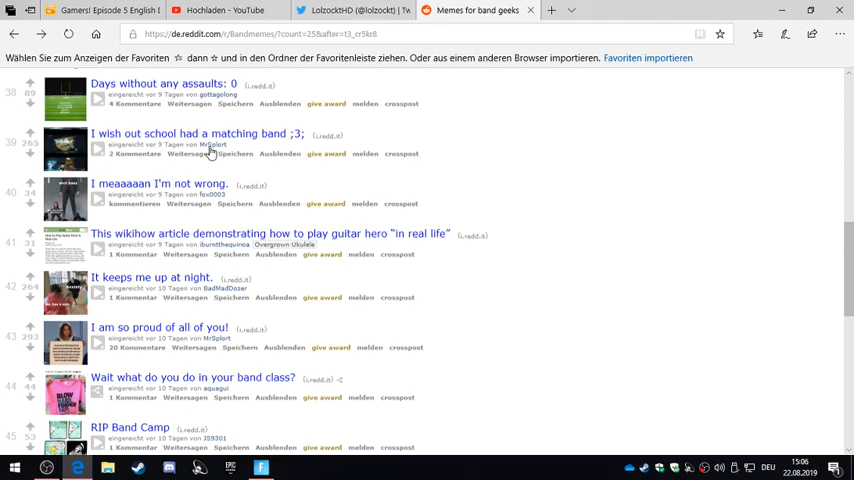 Gamers! Episode 5 English D
Hochladen - YouTube
LolzocktHD (@lolzockt) | Tw
Memes for band geeks
https://de.reddit.com/r/Bandmemes/?count=25&after=t3_cr5kr8
Wählen Sie zum Hinzufügen der Favoriten ☆ dann ☆ und in den Ordner der Favoritenleiste ziehen. Oder aus einem anderen Browser importieren. Favoriten importieren
38 89 Days without any assaults: 0 (i.redd.it)
eingereicht vor 9 Tagen von gottagolong
4 Kommentare Weitersagen Speichern Ausblenden give award melden crosspost
39 265 I wish out school had a matching band ;3; (i.redd.it)
eingereicht vor 9 Tagen von MrSplort
2 Kommentare Weitersagen Speichern Ausblenden give award melden crosspost
40 34 I meaaaaan I'm not wrong. (i.redd.it)
eingereicht vor 9 Tagen von fox0003
kommentieren Weitersagen Speichern Ausblenden give award melden crosspost
41 31 This wikihow article demonstrating how to play guitar hero “in real life” (i.redd.it)
eingereicht vor 9 Tagen von iburntthequinoa Overgrown Ukulele
1 Kommentar Weitersagen Speichern Ausblenden give award melden crosspost
42 264 It keeps me up at night. (i.redd.it)
eingereicht vor 10 Tagen von BadMadDozer
1 Kommentar Weitersagen Speichern Ausblenden give award melden crosspost
Anxiety
43 293 I am so proud of all of you! (i.redd.it)
eingereicht vor 10 Tagen von MrSplort
20 Kommentare Weitersagen Speichern Ausblenden give award melden crosspost
44 44 Wait what do you do in your band class? (i.redd.it)
eingereicht vor 10 Tagen von aquagui
1 Kommentar Weitersagen Speichern Ausblenden give award melden crosspost
BLOW
45 53 RIP Band Camp (i.redd.it)
eingereicht vor 10 Tagen von JS9301
1 Kommentar Weitersagen Speichern Ausblenden give award melden crosspost
EPIC
DEU
15:06
22.08.2019